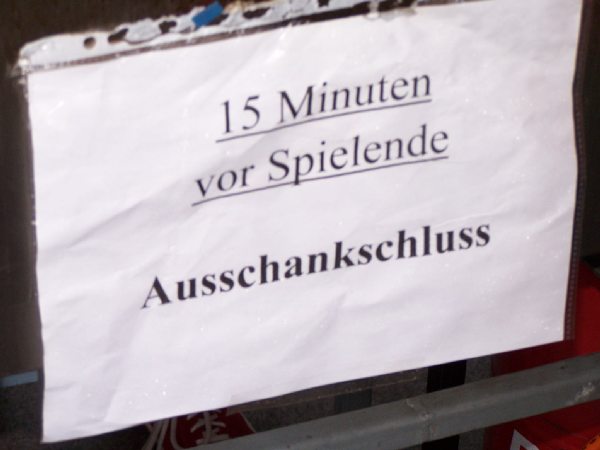 15 Minuten
vor Spielende
Ausschankschluss